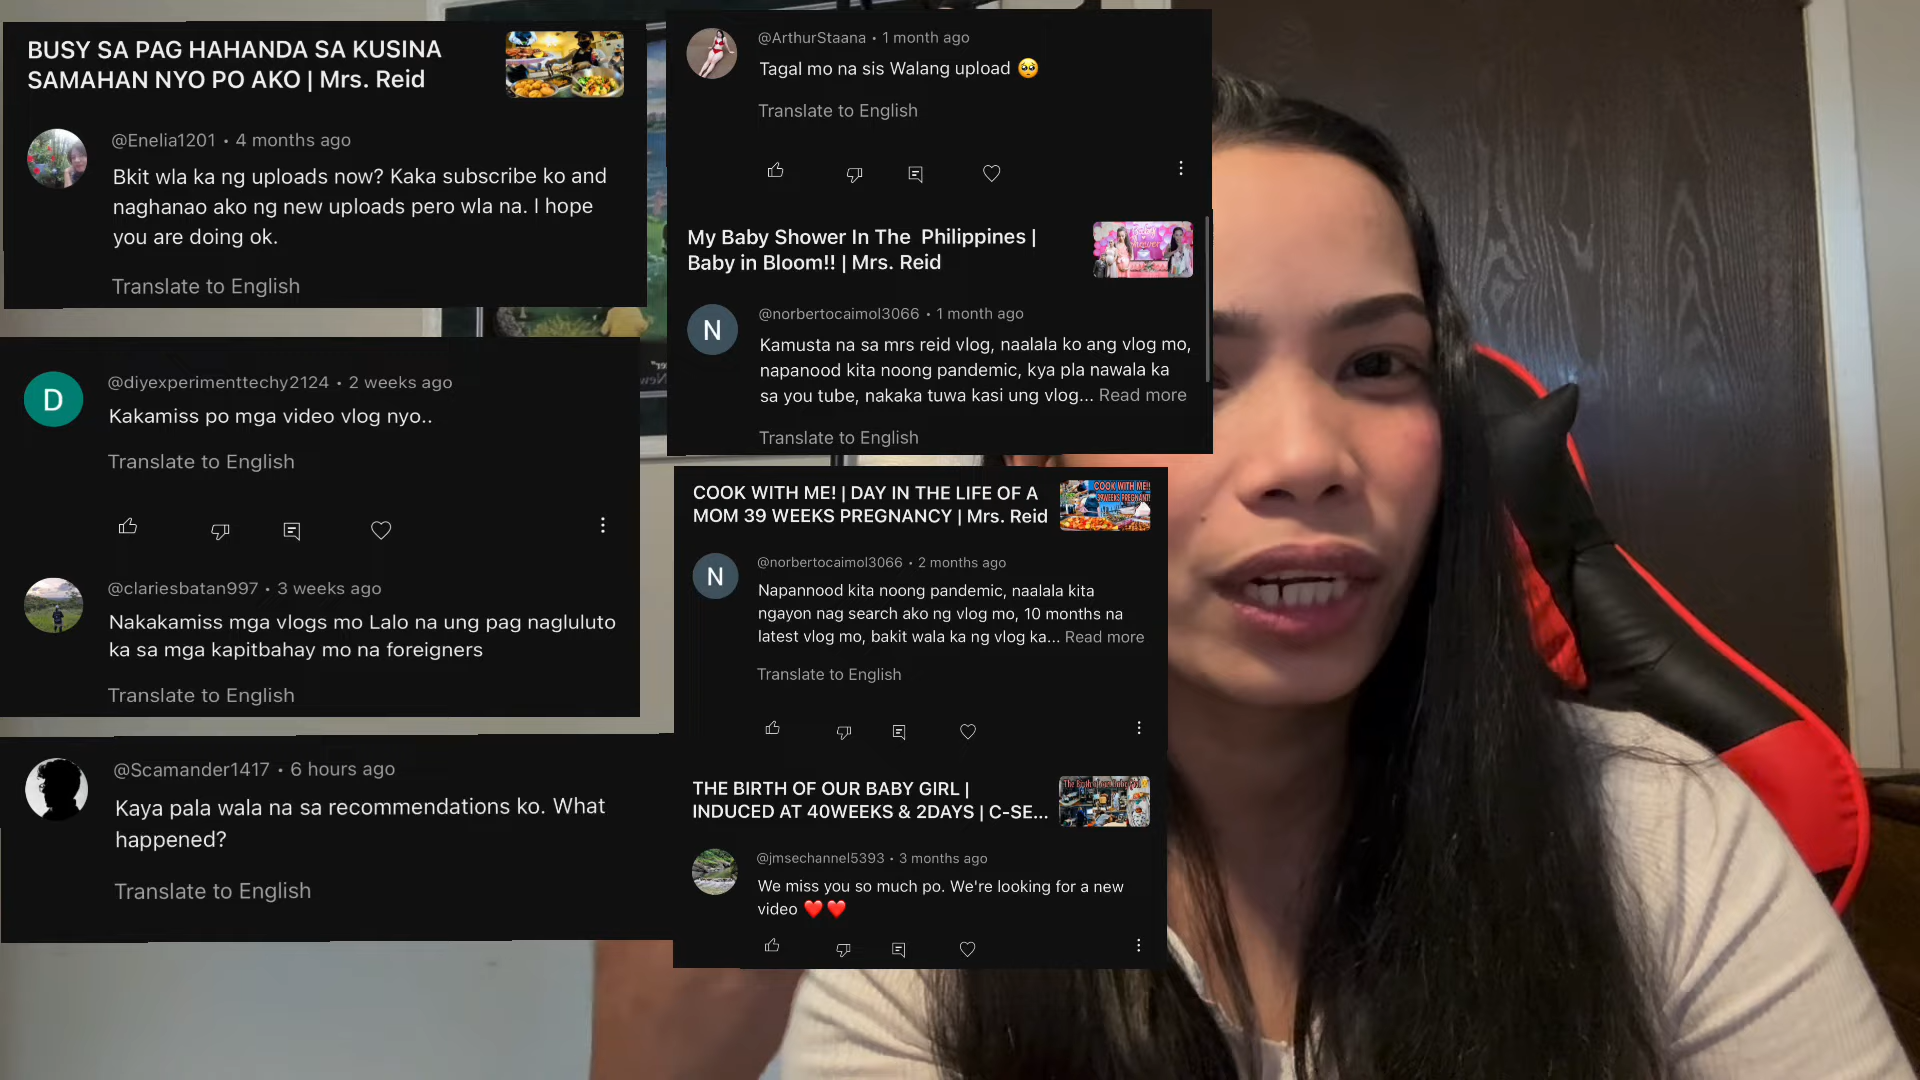 BUSY SA PAG HAHANDA SA KUSINA
SAMAHAN NYO PO AKO | Mrs. Reid
@Enelia1201 • 4 months ago
Bkit wla ka ng uploads now? Kaka subscribe ko and
naghanao ako ng new uploads pero wla na. I hope
you are doing ok.
Translate to English
@diyexperimenttechy2124 • 2 weeks ago
D
Kakamiss po mga video vlog nyo..
Translate to English
@clariesbatan997 • 3 weeks ago
Nakakamiss mga vlogs mo Lalo na ung pag nagluluto
ka sa mga kapitbahay mo na foreigners
Translate to English
@Scamander1417 • 6 hours ago
Kaya pala wala na sa recommendations ko. What
happened?
Translate to English
@ArthurStaana • 1 month ago
Tagal mo na sis Walang upload 🥺
Translate to English
My Baby Shower In The Philippines |
Baby in Bloom!! | Mrs. Reid
@norbertocaimol3066 • 1 month ago
N
Kamusta na sa mrs reid vlog, naalala ko ang vlog mo,
napanood kita noong pandemic, kya pla nawala ka
sa you tube, nakaka tuwa kasi ung vlog... Read more
Translate to English
COOK WITH ME! | DAY IN THE LIFE OF A
MOM 39 WEEKS PREGNANCY | Mrs. Reid
COOK WITH ME!!
39WEEKS PREGNANT!
@norbertocaimol3066 • 2 months ago
N
Napannood kita noong pandemic, naalala kita
ngayon nag search ako ng vlog mo, 10 months na
latest vlog mo, bakit wala ka ng vlog ka... Read more
Translate to English
THE BIRTH OF OUR BABY GIRL |
INDUCED AT 40WEEKS & 2DAYS | C-SE...
@jmsechannel5393 • 3 months ago
We miss you so much po. We're looking for a new
video ❤️❤️